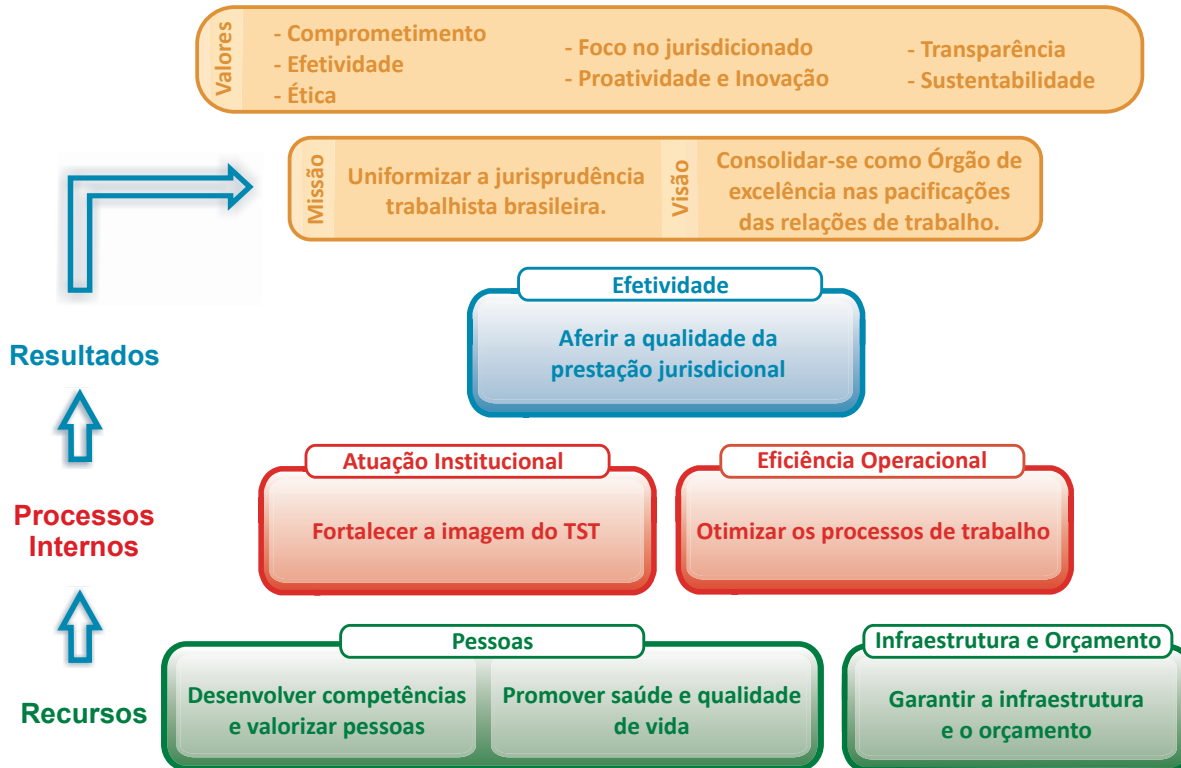 Valores
- Comprometimento
- Efetividade
- Ética
- Foco no jurisdicionado
- Proatividade e Inovação
- Transparência
- Sustentabilidade
Missão
Uniformizar a jurisprudência
trabalhista brasileira.
Visão
Consolidar-se como Órgão de
excelência nas pacificações
das relações de trabalho.
Resultados
Efetividade
Aferir a qualidade da
prestação jurisdicional
Processos
Internos
Atuação Institucional
Fortalecer a imagem do TST
Eficiência Operacional
Otimizar os processos de trabalho
Recursos
Pessoas
Desenvolver competências
e valorizar pessoas
Promover saúde e qualidade
de vida
Infraestrutura e Orçamento
Garantir a infraestrutura
e o orçamento